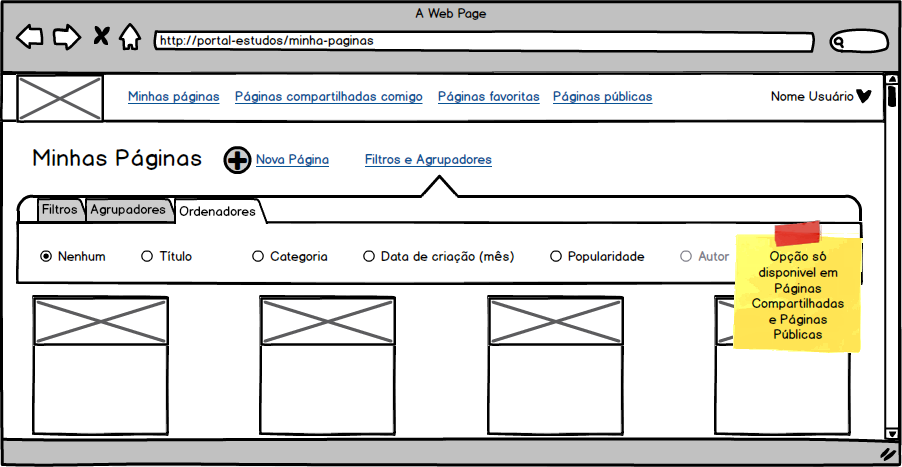 A Web Page
http://portal-estudos/minha-paginas
Minhas páginas Páginas compartilhadas comigo Páginas favoritas Páginas públicas Nome Usuário
Minhas Páginas Nova Página Filtros e Agrupadores
Filtros Agrupadores Ordenadores
Nenhum Título Categoria Data de criação (mês) Popularidade Autor
Opção só
disponivel em
Páginas
Compartilhadas
e Páginas
Públicas